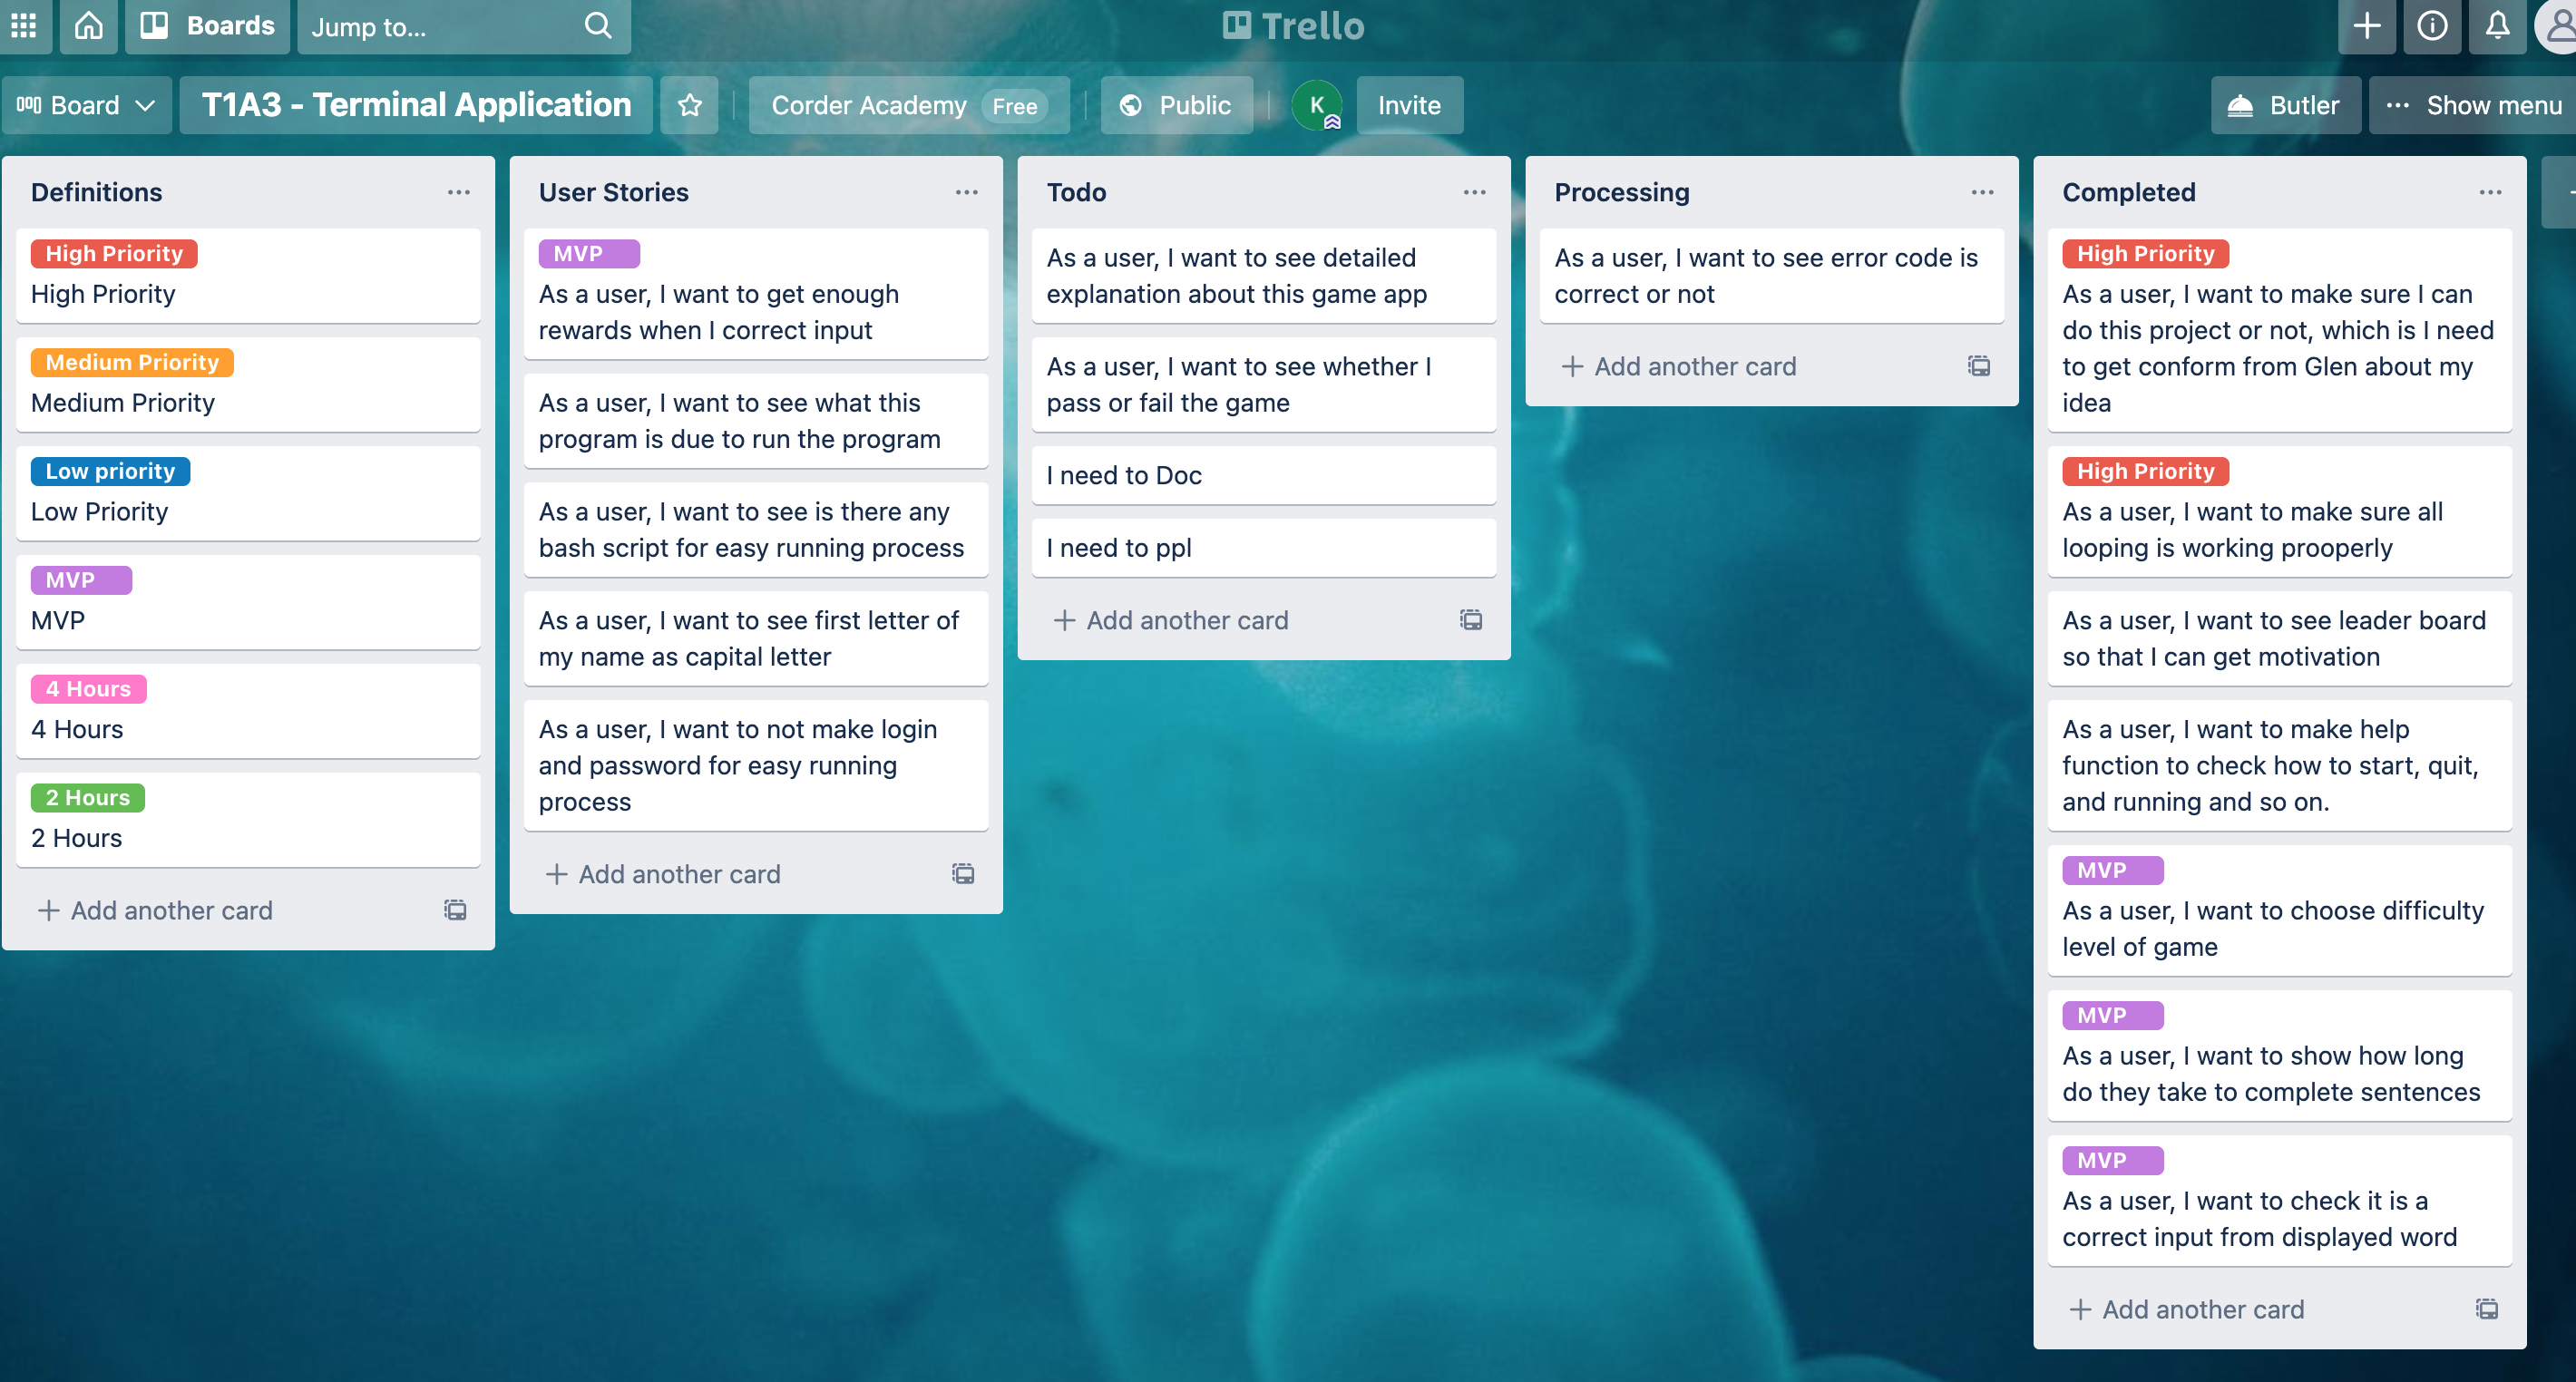 Boards
Jump to...
Trello
Board
T1A3 - Terminal Application
Corder Academy Free
Public
K
Invite
Butler
Show menu
Definitions
High Priority
High Priority
Medium Priority
Medium Priority
Low priority
Low Priority
MVP
MVP
4 Hours
4 Hours
2 Hours
2 Hours
+ Add another card
User Stories
MVP
As a user, I want to get enough
rewards when I correct input
As a user, I want to see what this
program is due to run the program
As a user, I want to see is there any
bash script for easy running process
As a user, I want to see first letter of
my name as capital letter
As a user, I want to not make login
and password for easy running
process
+ Add another card
Todo
As a user, I want to see detailed
explanation about this game app
As a user, I want to see whether I
pass or fail the game
I need to Doc
I need to ppl
+ Add another card
Processing
As a user, I want to see error code is
correct or not
+ Add another card
Completed
High Priority
As a user, I want to make sure I can
do this project or not, which is I need
to get conform from Glen about my
idea
High Priority
As a user, I want to make sure all
looping is working prooperly
As a user, I want to see leader board
so that I can get motivation
As a user, I want to make help
function to check how to start, quit,
and running and so on.
MVP
As a user, I want to choose difficulty
level of game
MVP
As a user, I want to show how long
do they take to complete sentences
MVP
As a user, I want to check it is a
correct input from displayed word
+ Add another card